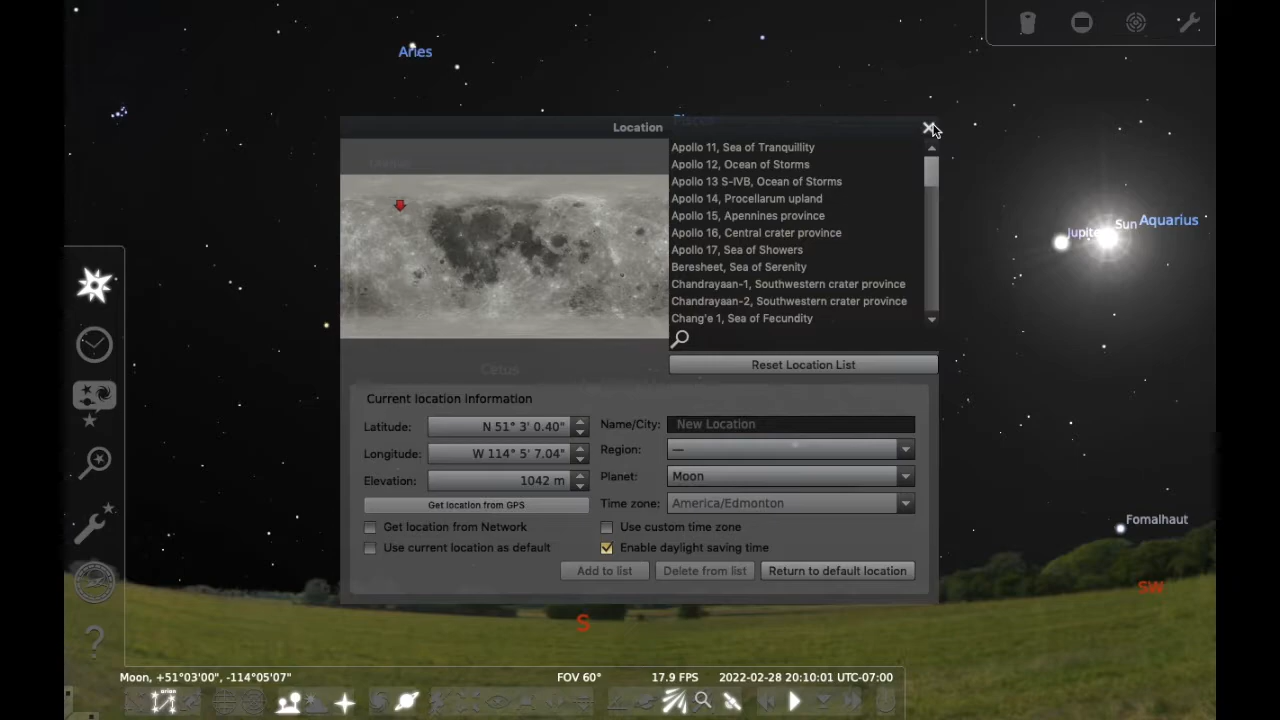 Aries
Location
Apollo 11, Sea of Tranquillity
Apollo 12, Ocean of Storms
Apollo 13 S-IVB, Ocean of Storms
Apollo 14, Procellarum upland
Apollo 15, Apennines province
Apollo 16, Central crater province
Apollo 17, Sea of Showers
Beresheet, Sea of Serenity
Chandrayaan-1, Southwestern crater province
Chandrayaan-2, Southwestern crater province
Chang'e 1, Sea of Fecundity
Sun Aquarius
Cetus
Reset Location List
Current location information
Latitude: N 51° 3' 0.40"
Longitude: W 114° 5' 7.04"
Elevation: 1042 m
Get location from GPS
Get location from Network
Use current location as default
Name/City: New Location
Region: —
Planet: Moon
Time zone: America/Edmonton
Use custom time zone
Enable daylight saving time
Add to list Delete from list Return to default location
Fomalhaut
SW
S
Moon, +51°03'00", -114°05'07" FOV 60° 17.9 FPS 2022-02-28 20:10:01 UTC-07:00